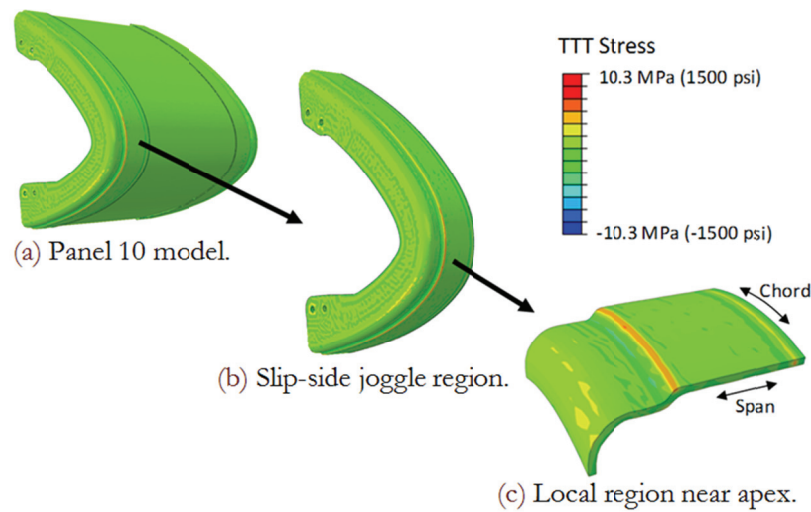 TTT Stress
10.3 MPa (1500 psi)
-10.3 MPa (-1500 psi)
(a) Panel 10 model.
(b) Slip-side joggle region.
Chord
Span
(c) Local region near apex.